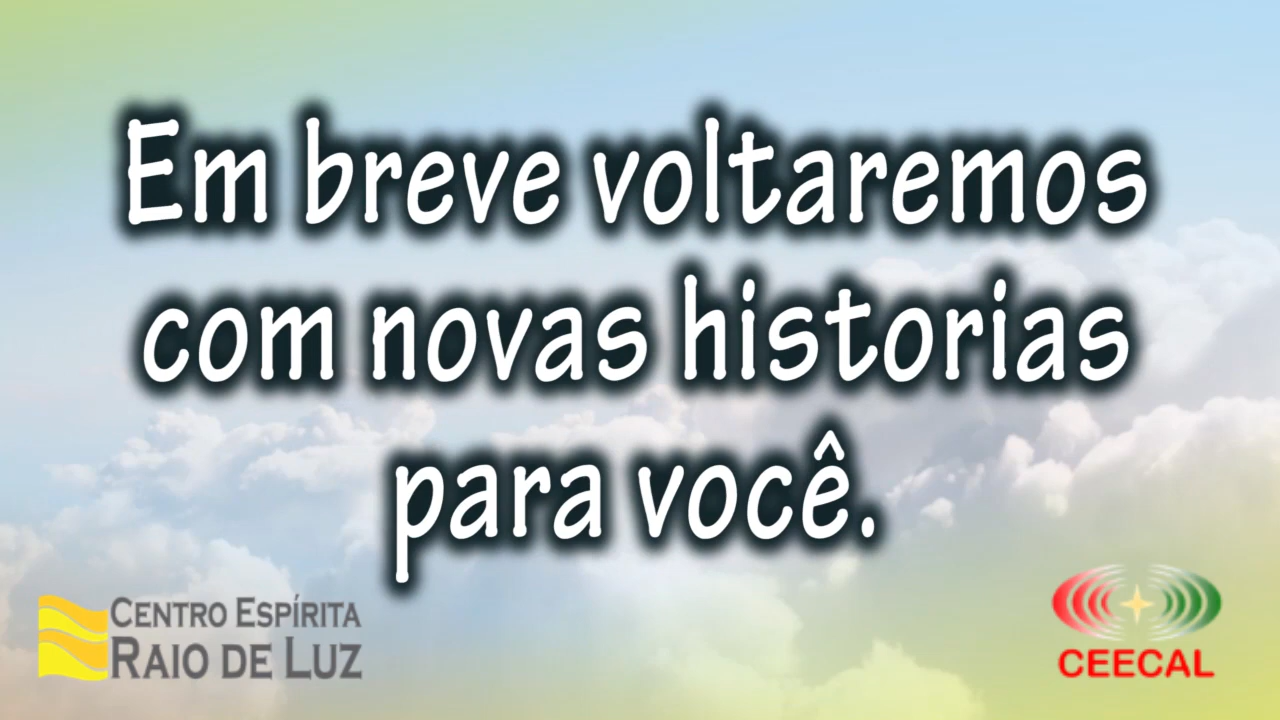 Em breve voltaremos
com novas historias
para você.
CENTRO ESPÍRITA
RAIO DE LUZ
CEECAL